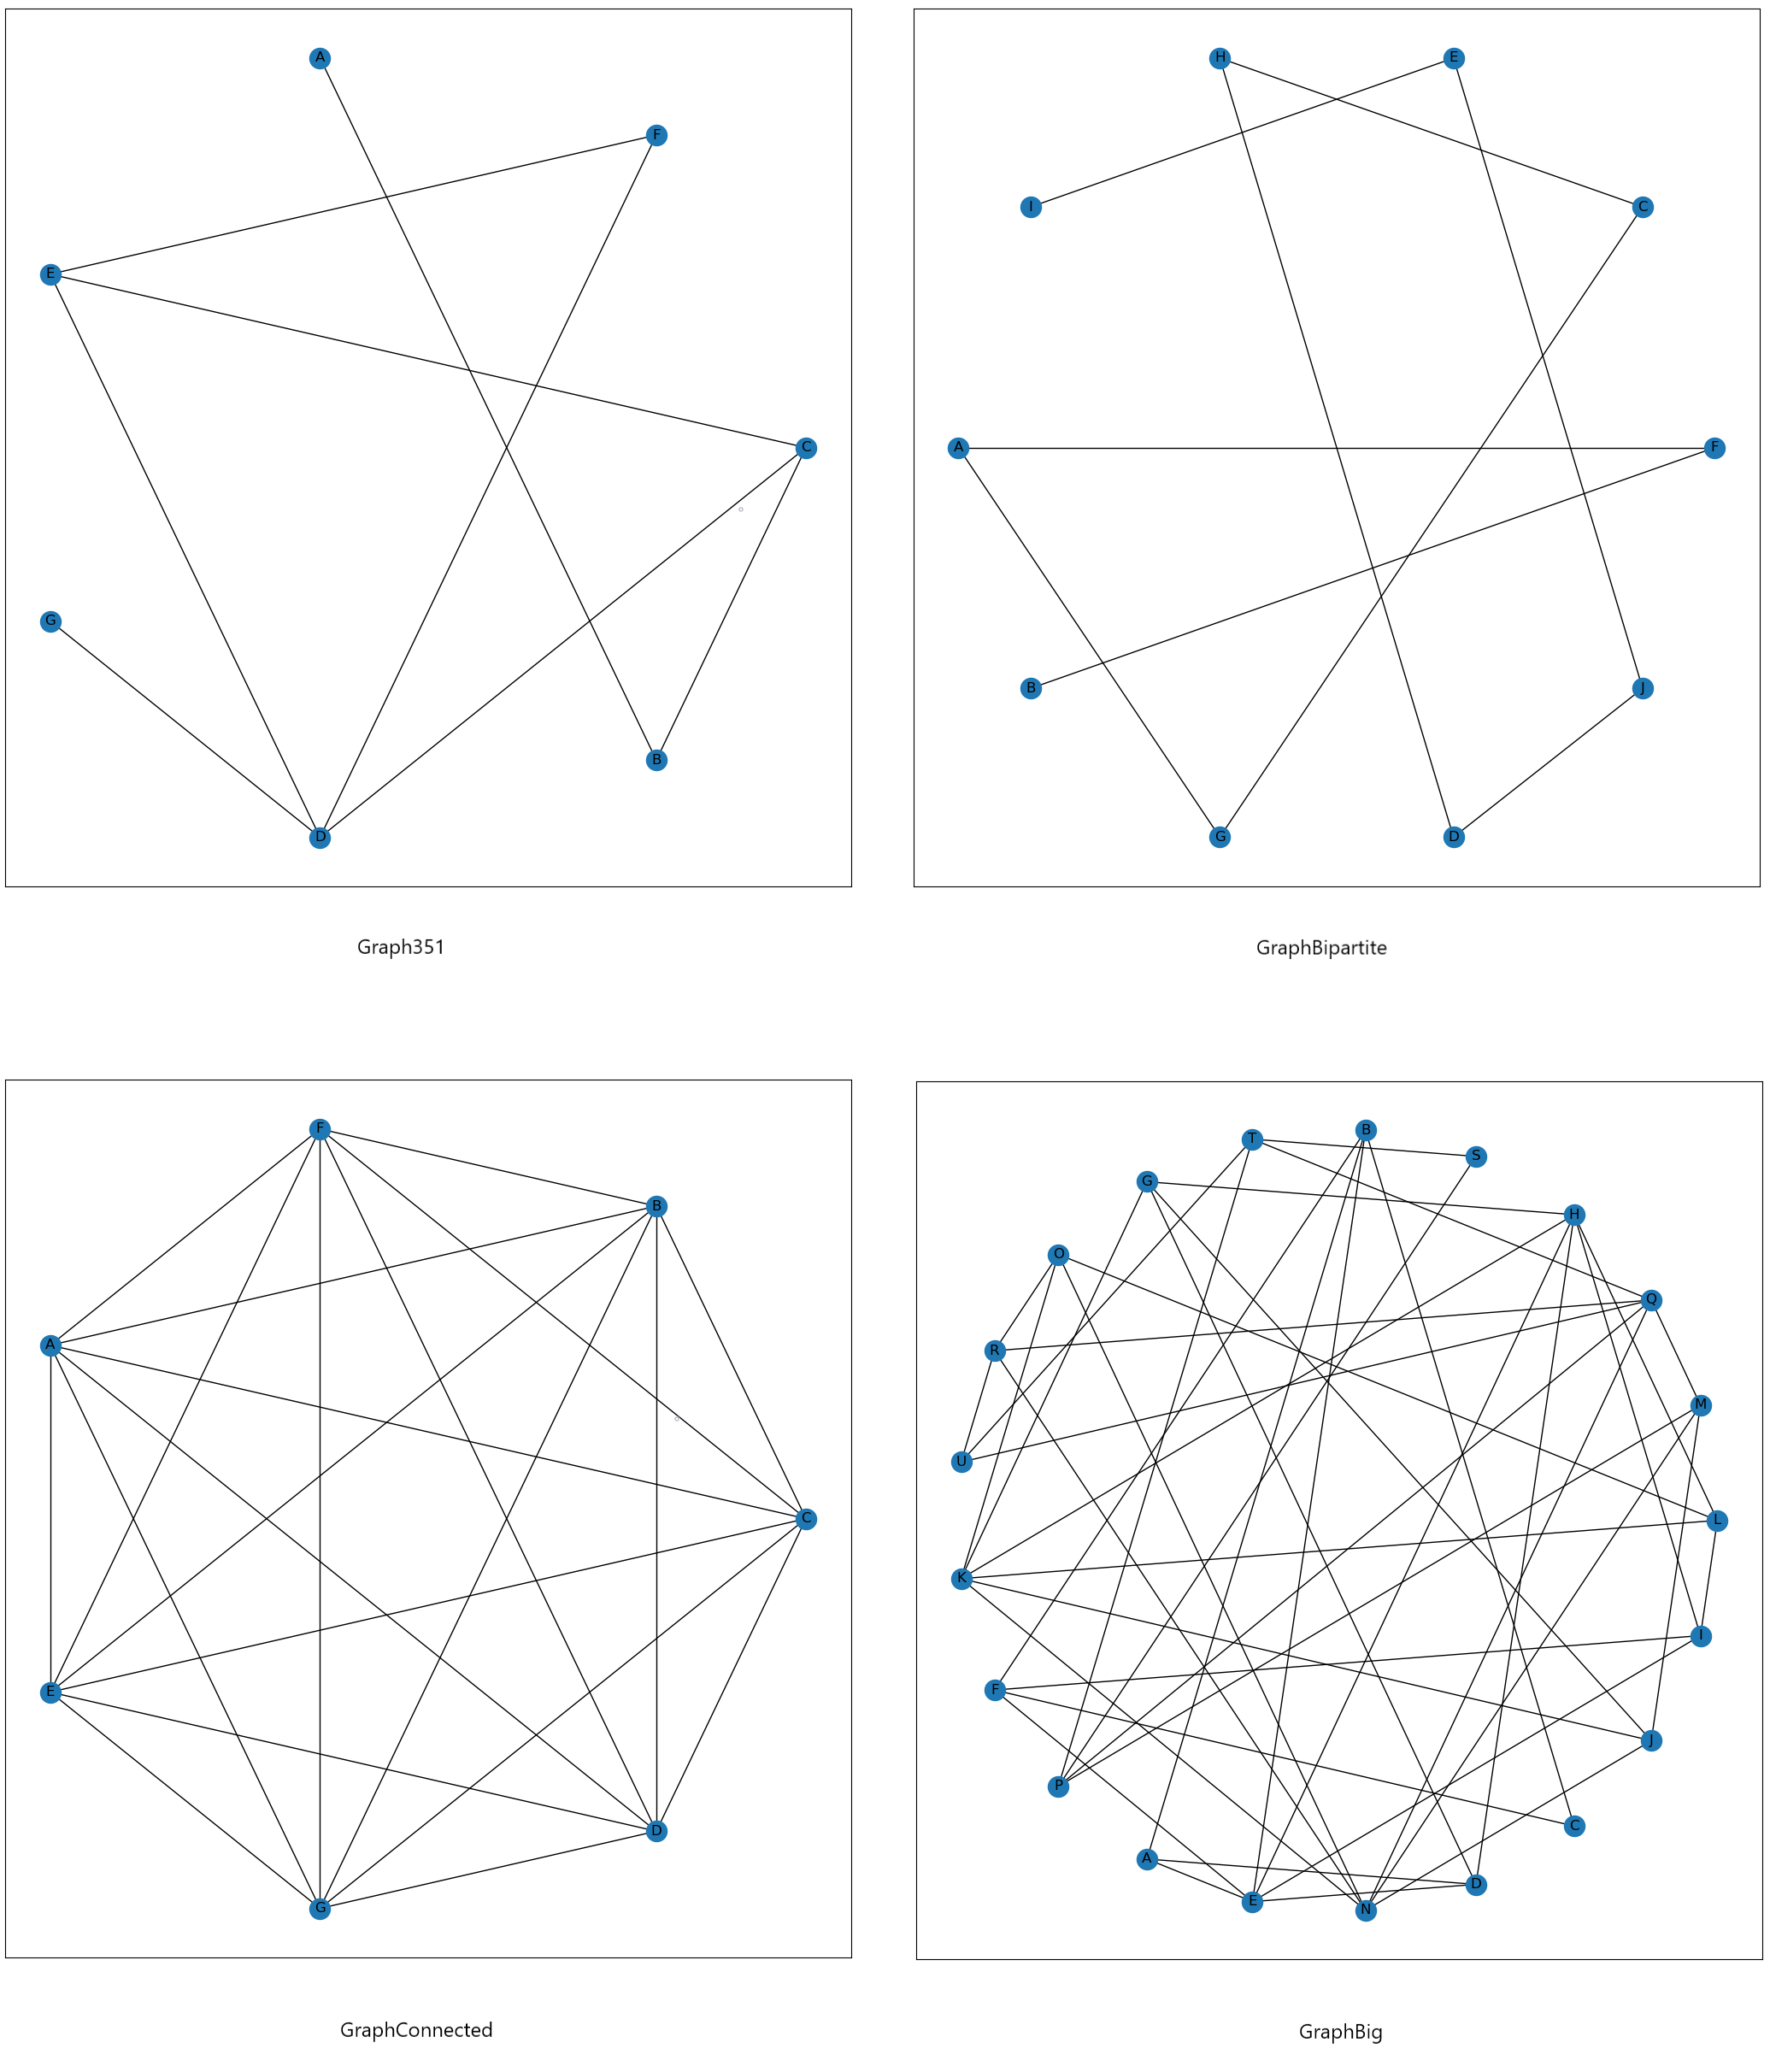 A
F
E
C
G
B
D
H E
I C
A F
B J
G D
Graph351
GraphBipartite
F
B
A
C
E
D
G
T B S
G
H
O
Q
R
M
U
L
K
I
F
J
P
C
A
D
E
N
GraphConnected
GraphBig